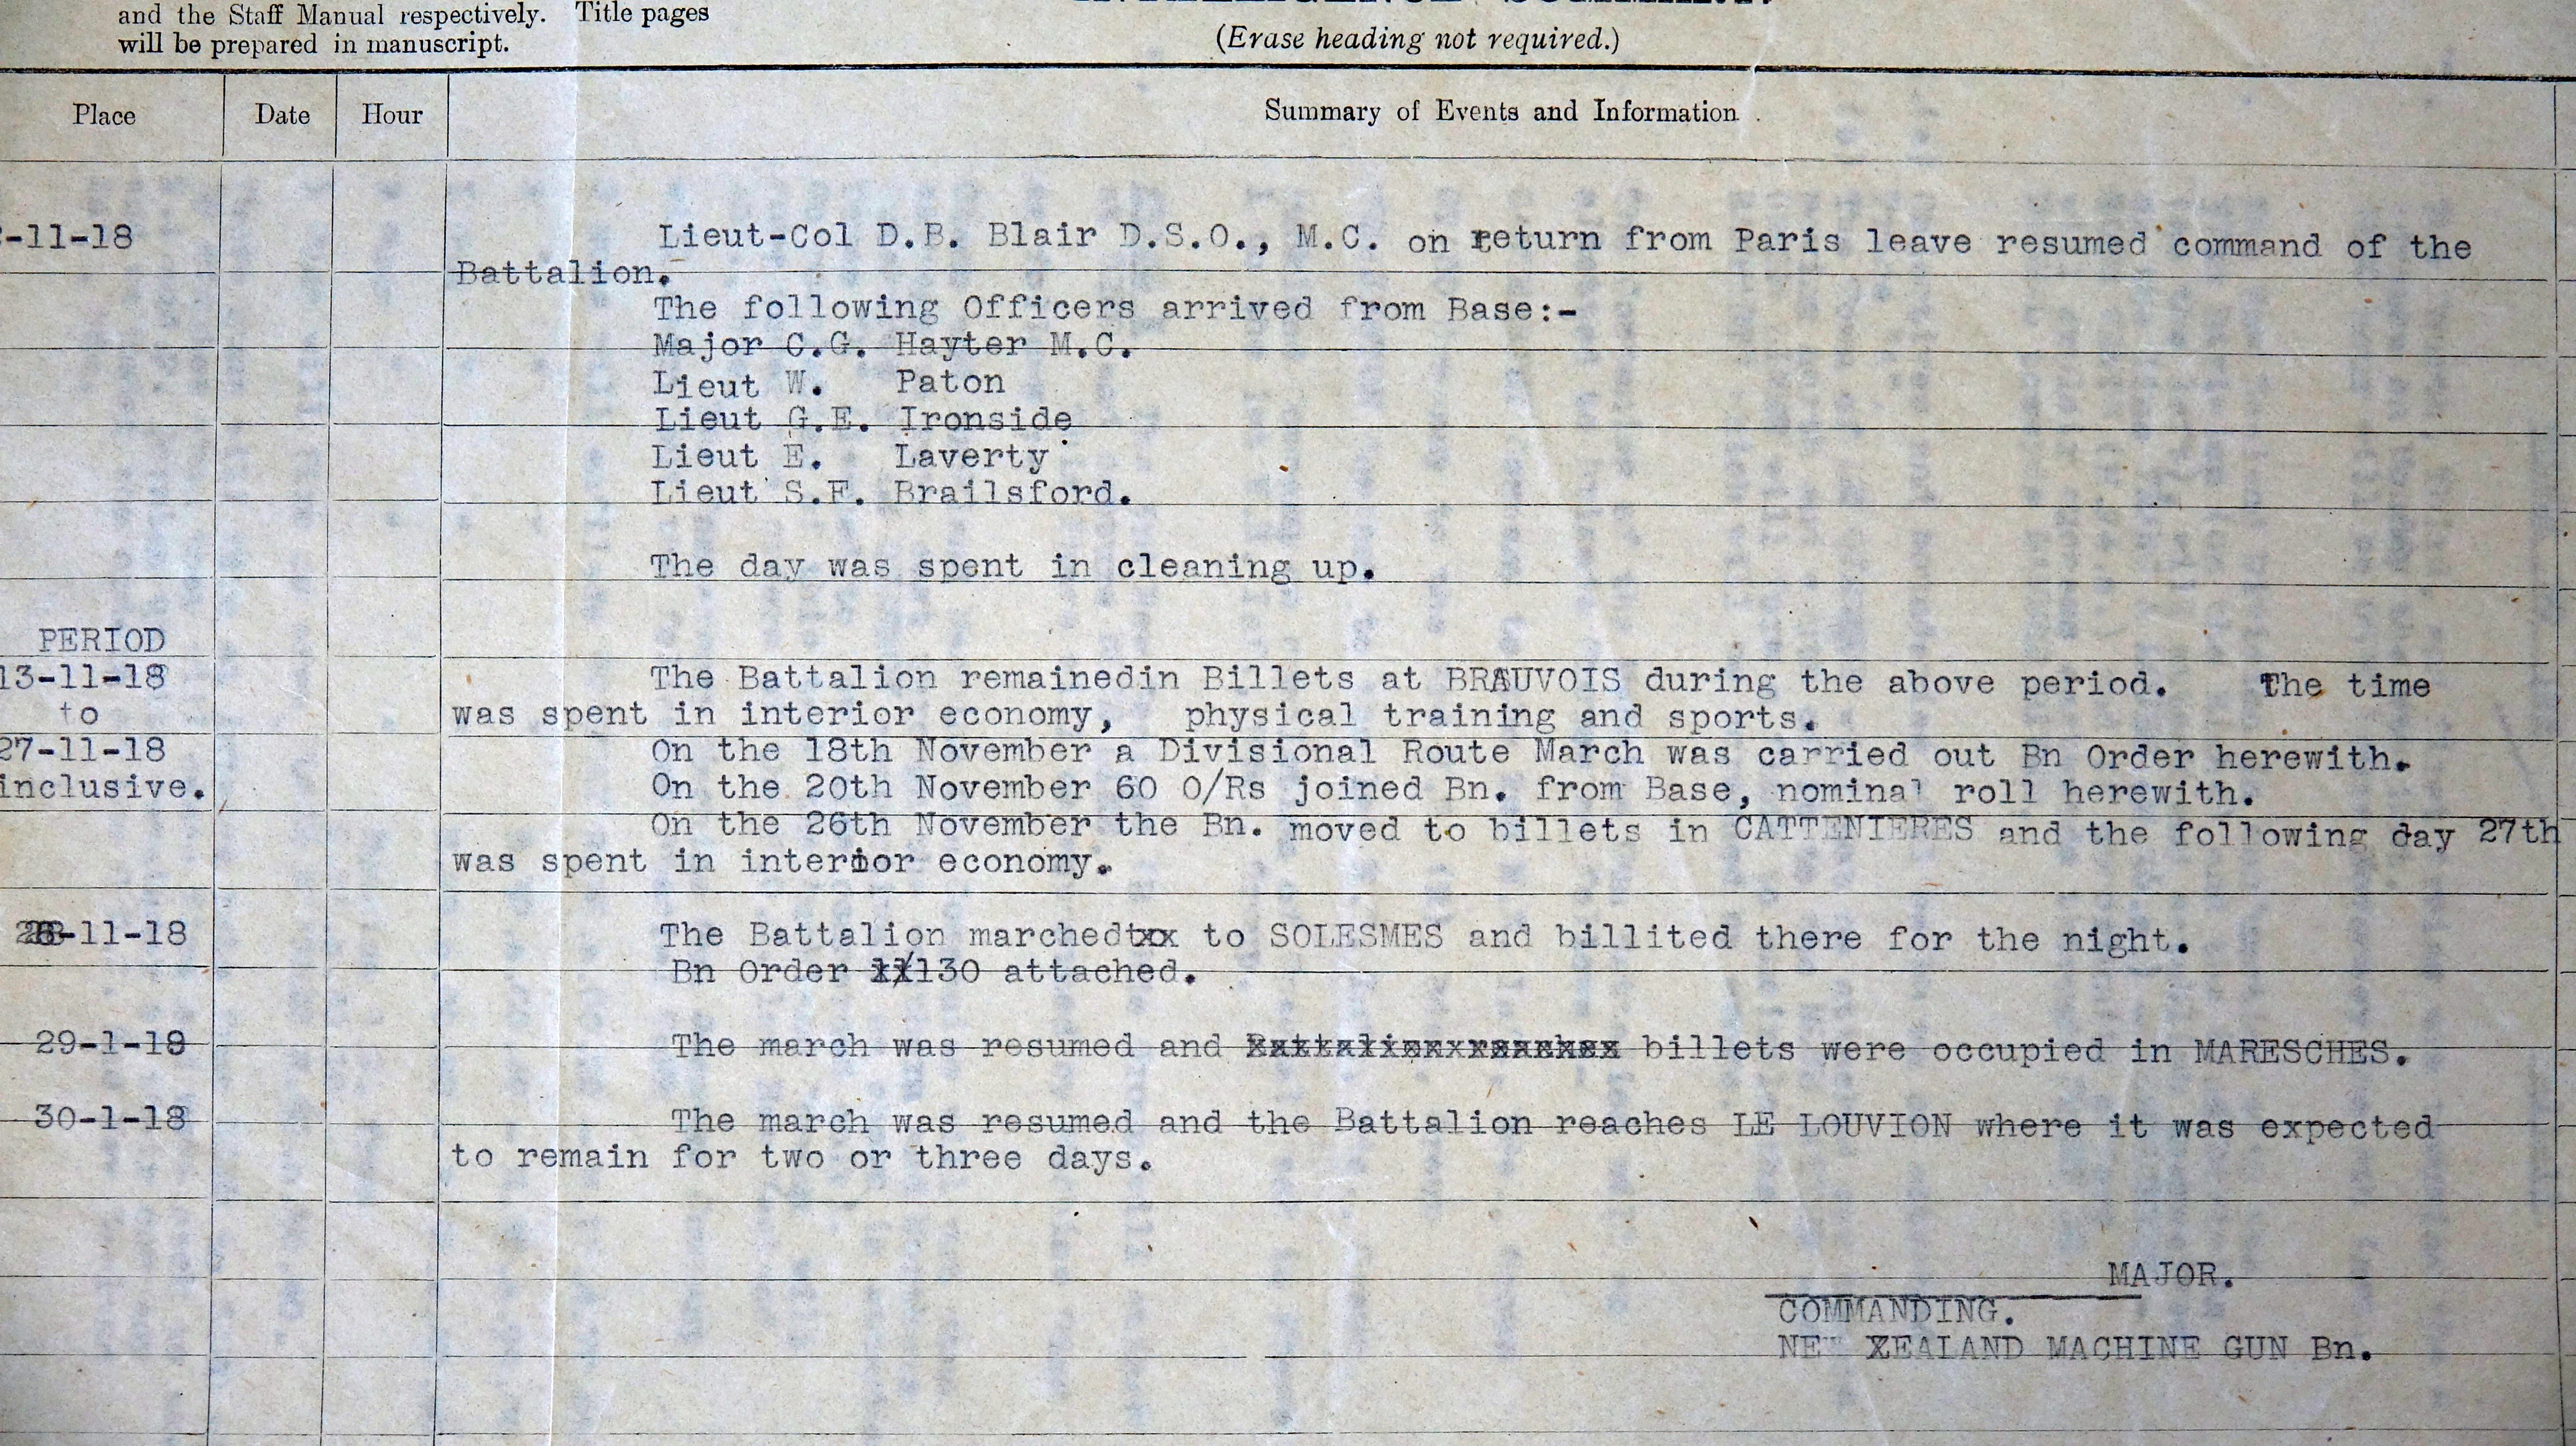 and the Staff Manual respectively. Title pages
will be prepared in manuscript.
(Erase heading not required.)
Place Date Hour Summary of Events and Information
-11-18 Lieut-Col D.B. Blair D.S.O., M.C. on return from Paris leave resumed command of the
Battalion.
The following Officers arrived from Base:-
Major C.G. Hayter M.C.
Lieut W. Paton
Lieut G.E. Ironside
Lieut E. Laverty
Lieut S.F. Brailsford.
The day was spent in cleaning up.
PERIOD
13-11-18 The Battalion remainedin Billets at BRAUVOIS during the above period. The time
to was spent in interior economy, physical training and sports.
27-11-18 On the 18th November a Divisional Route March was carried out Bn Order herewith.
inclusive. On the 20th November 60 O/Rs joined Bn. from Base, nominal roll herewith.
On the 26th November the Bn. moved to billets in CATTENIERES and the following day 27th
was spent in interior economy.
28-11-18 The Battalion marched to SOLESMES and billited there for the night.
Bn Order 130 attached.
29-1-18 The march was resumed and billets were occupied in MARESCHES.
30-1-18 The march was resumed and the Battalion reaches LE LOUVION where it was expected
to remain for two or three days.
MAJOR.
COMMANDING.
NEW ZEALAND MACHINE GUN Bn.